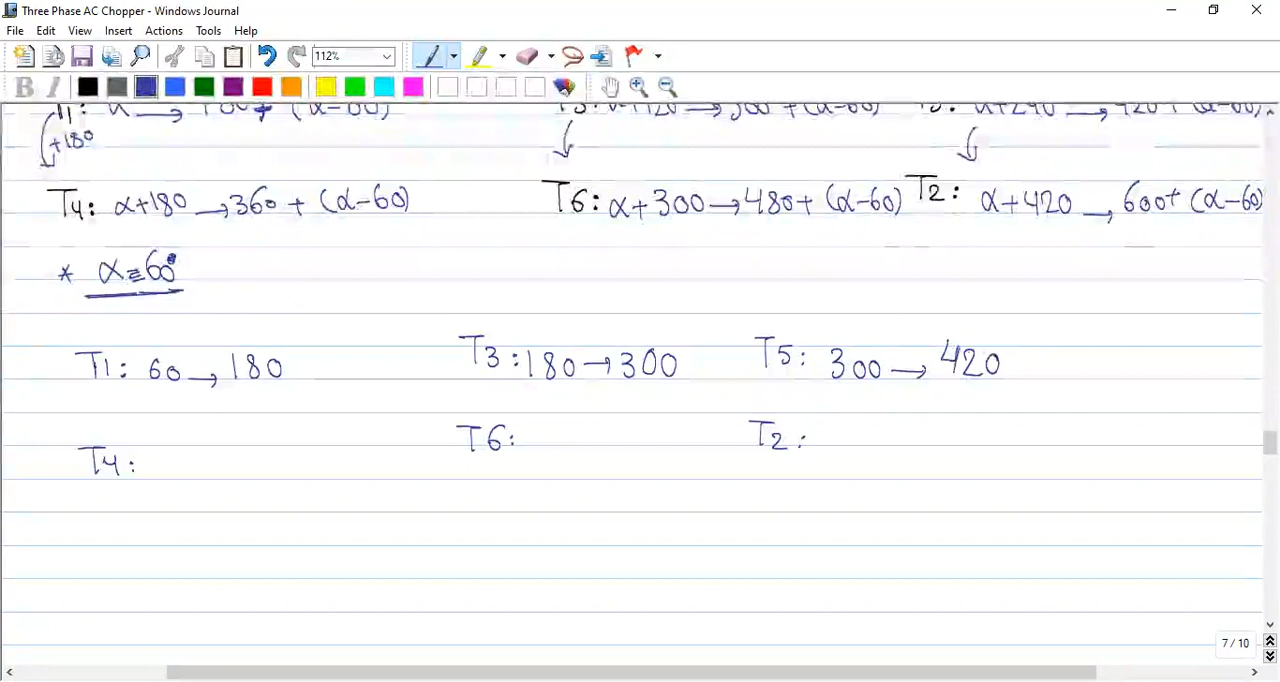 Three Phase AC Chopper - Windows Journal
File Edit View Insert Actions Tools Help
112%
B I
+180
T4: α+180 → 360 + (α-60) T6: α+300 → 480+ (α-60) T2: α+420 → 600+ (α-60)
* α=60°
T1: 60 → 180 T3: 180 → 300 T5: 300 → 420
T4: T6: T2:
7 / 10